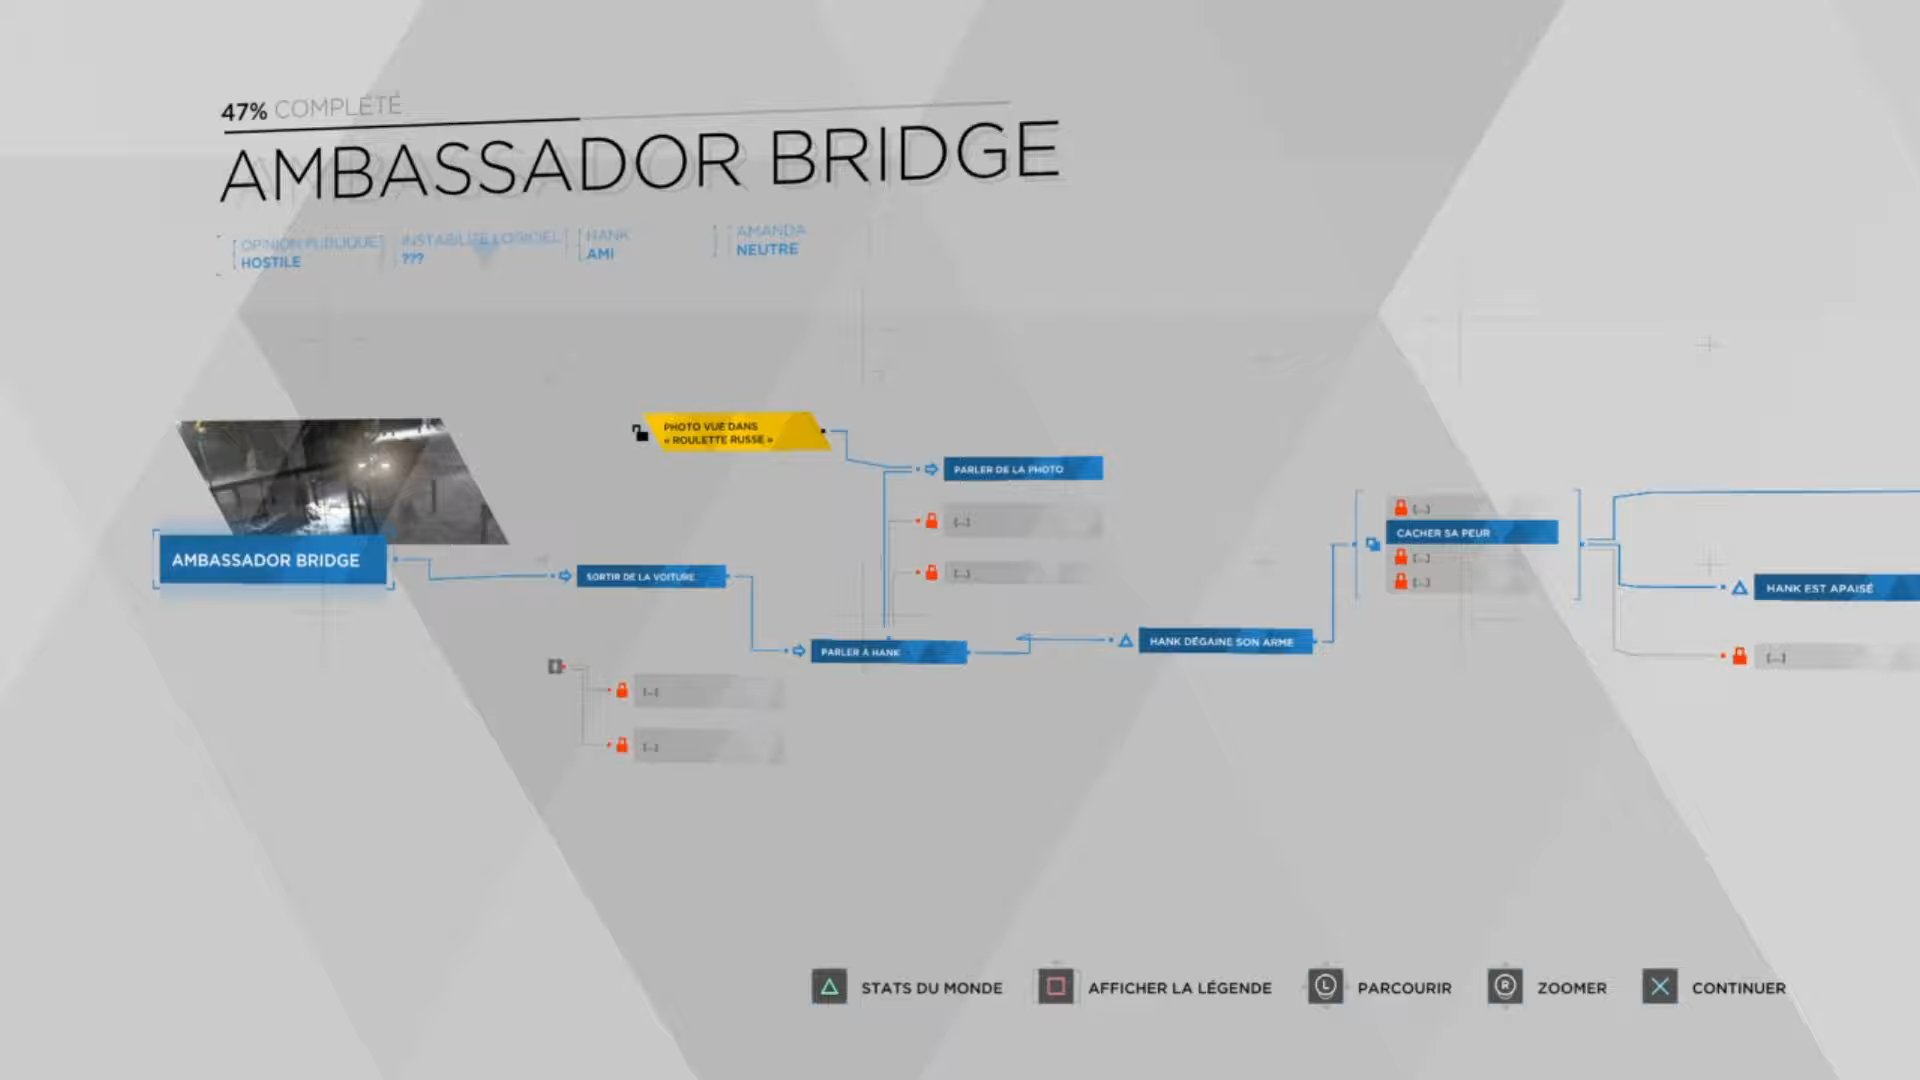 47% COMPLÉTÉ
AMBASSADOR BRIDGE
OPINION PUBLIQUE
HOSTILE
INSTABILITÉ LOGICIEL
???
HANK
AMI
AMANDA
NEUTRE
PHOTO VUE DANS
« ROULETTE RUSSE »
PARLER DE LA PHOTO
[...]
[...]
AMBASSADOR BRIDGE
SORTIR DE LA VOITURE
PARLER À HANK
[...]
[...]
HANK DÉGAINE SON ARME
[...]
CACHER SA PEUR
[...]
[...]
HANK EST APAISÉ
[...]
STATS DU MONDE
AFFICHER LA LÉGENDE
L PARCOURIR
R ZOOMER
CONTINUER